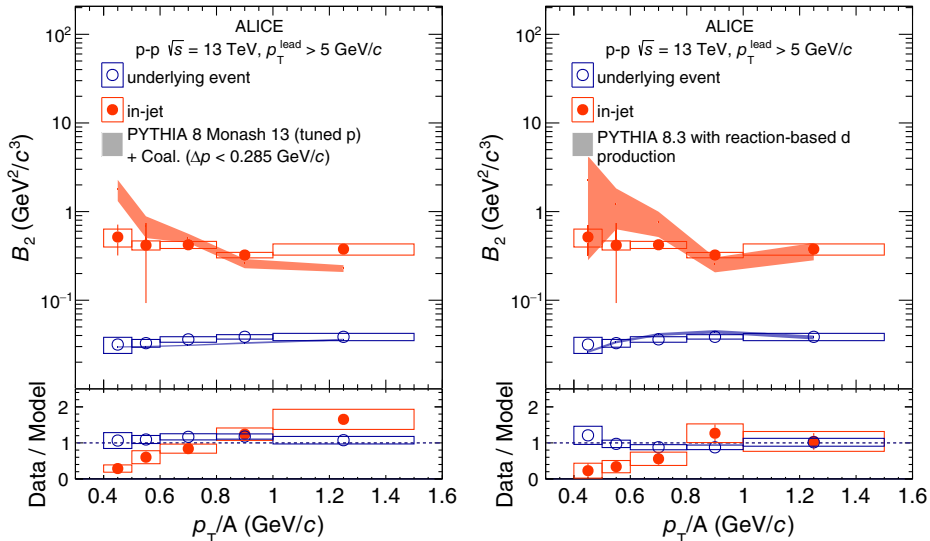 ALICE
p-p √s = 13 TeV, p_T^lead > 5 GeV/c
underlying event
in-jet
PYTHIA 8 Monash 13 (tuned p)
+ Coal. (Δp < 0.285 GeV/c)
B₂ (GeV²/c³)
10²
10
1
10⁻¹
Data / Model
2
1
0
0.4 0.6 0.8 1 1.2 1.4 1.6
p_T/A (GeV/c)
ALICE
p-p √s = 13 TeV, p_T^lead > 5 GeV/c
underlying event
in-jet
PYTHIA 8.3 with reaction-based d
production
B₂ (GeV²/c³)
10²
10
1
10⁻¹
Data / Model
2
1
0
0.4 0.6 0.8 1 1.2 1.4 1.6
p_T/A (GeV/c)